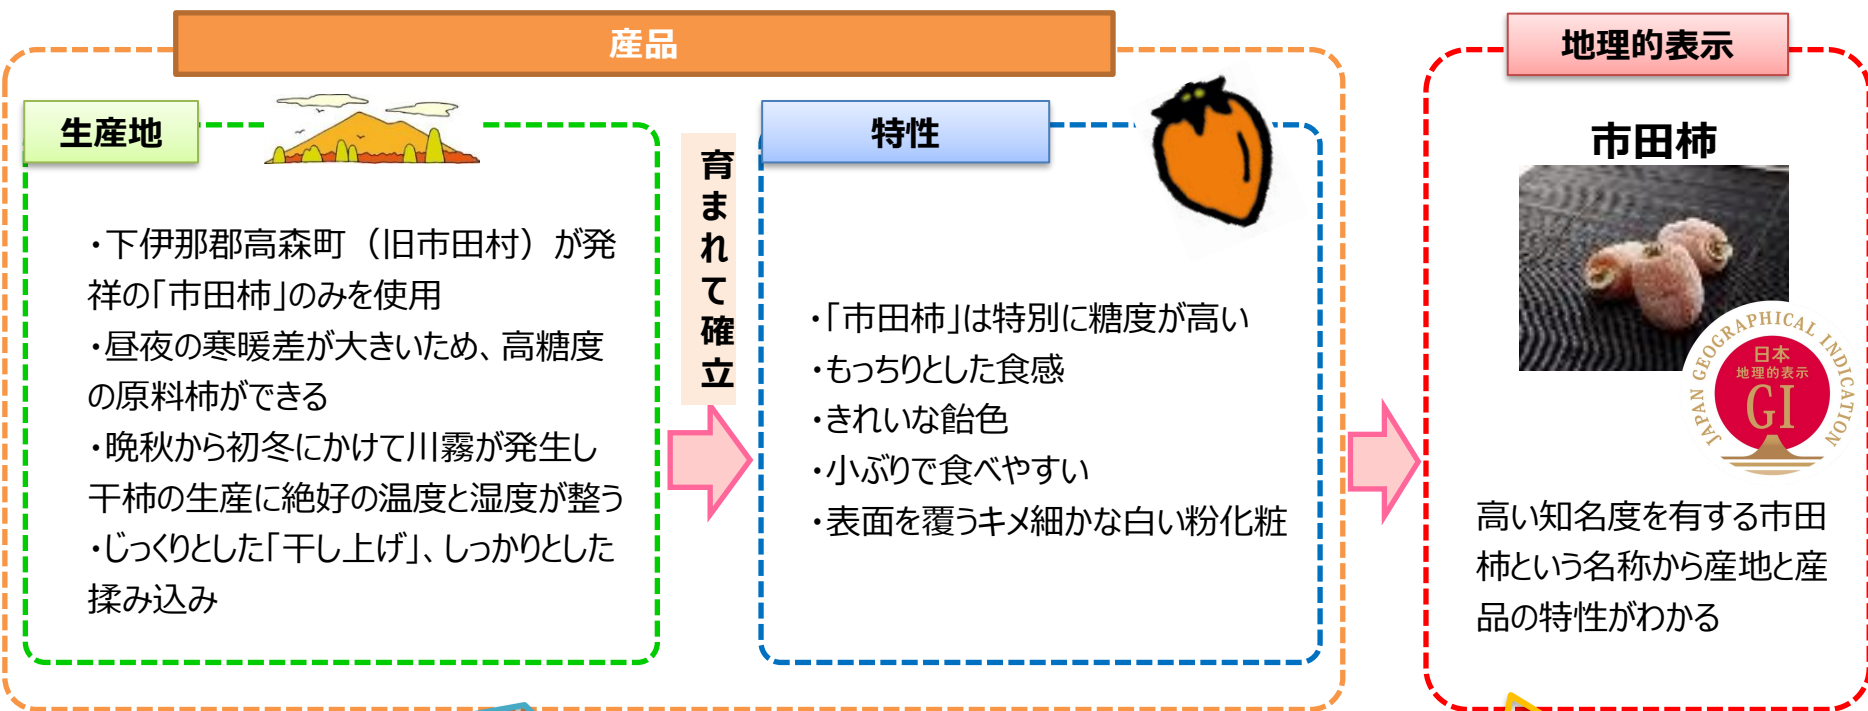 産品
生産地
・下伊那郡高森町（旧市田村）が発
祥の「市田柿」のみを使用
・昼夜の寒暖差が大きいため、高糖度
の原料柿ができる
・晩秋から初冬にかけて川霧が発生し
干柿の生産に絶好の温度と湿度が整う
・じっくりとした「干し上げ」、しっかりとした
揉み込み
育まれて確立
特性
・「市田柿」は特別に糖度が高い
・もっちりとした食感
・きれいな飴色
・小ぶりで食べやすい
・表面を覆うキメ細かな白い粉化粧
地理的表示
市田柿
JAPAN GEOGRAPHICAL INDICATION
日本
地理的表示
GI
高い知名度を有する市田
柿という名称から産地と産
品の特性がわかる